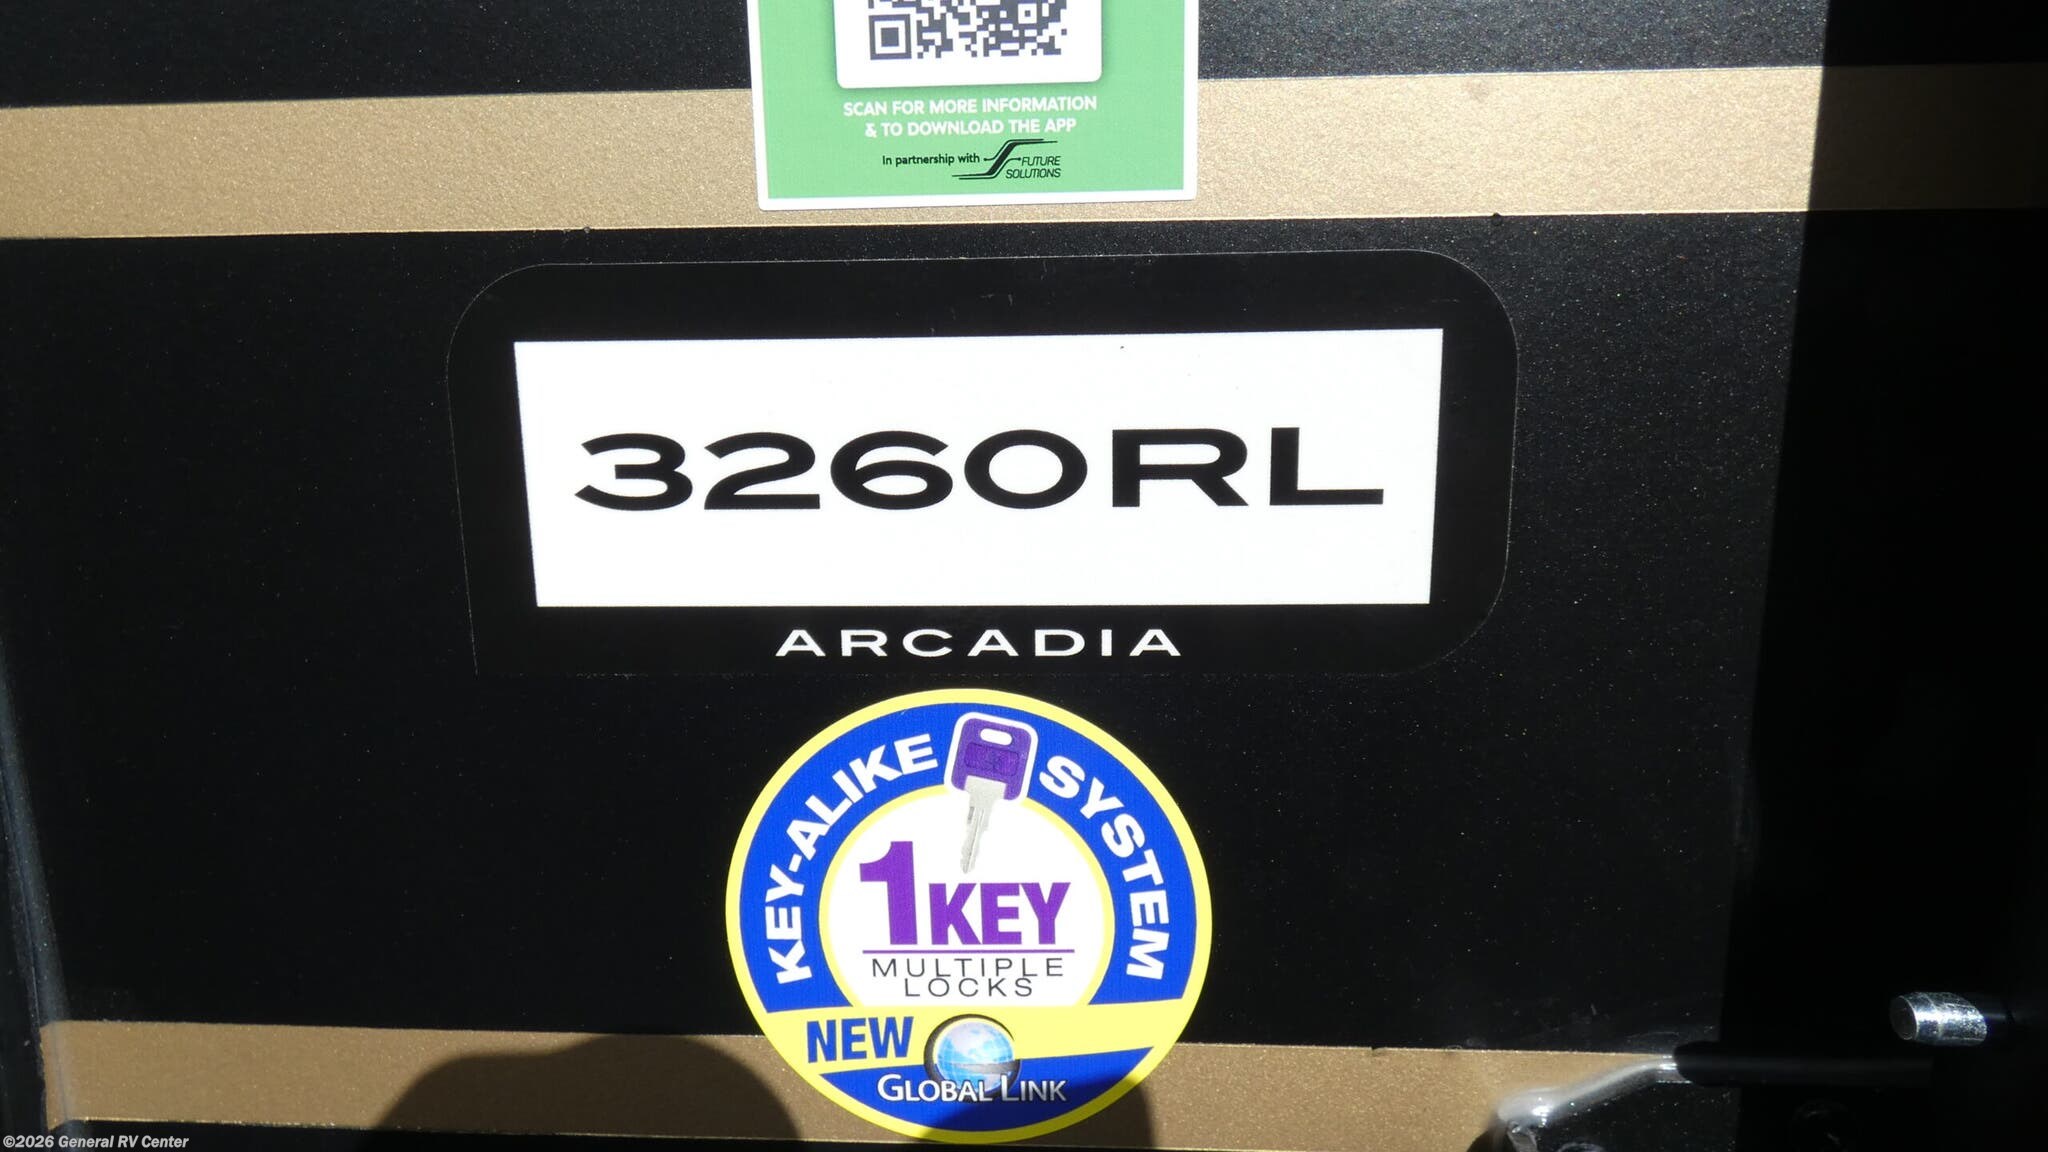 SCAN FOR MORE INFORMATION
& TO DOWNLOAD THE APP
In partnership with FUTURE
SOLUTIONS
3260RL
ARCADIA
KEY-ALIKE SYSTEM
1KEY
MULTIPLE
LOCKS
NEW
GLOBAL LINK
©2026 General RV Center